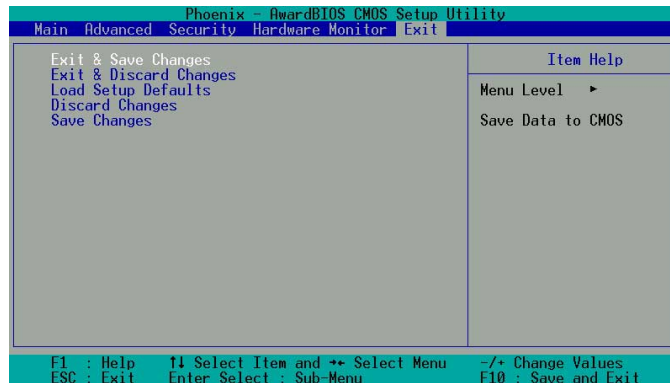 Phoenix - AwardBIOS CMOS Setup Utility
Main Advanced Security Hardware Monitor Exit
Exit & Save Changes
Exit & Discard Changes
Load Setup Defaults
Discard Changes
Save Changes
Item Help
Menu Level ►
Save Data to CMOS
F1 : Help ↑↓ Select Item and →← Select Menu -/+ Change Values
ESC : Exit Enter Select : Sub-Menu F10 : Save and Exit